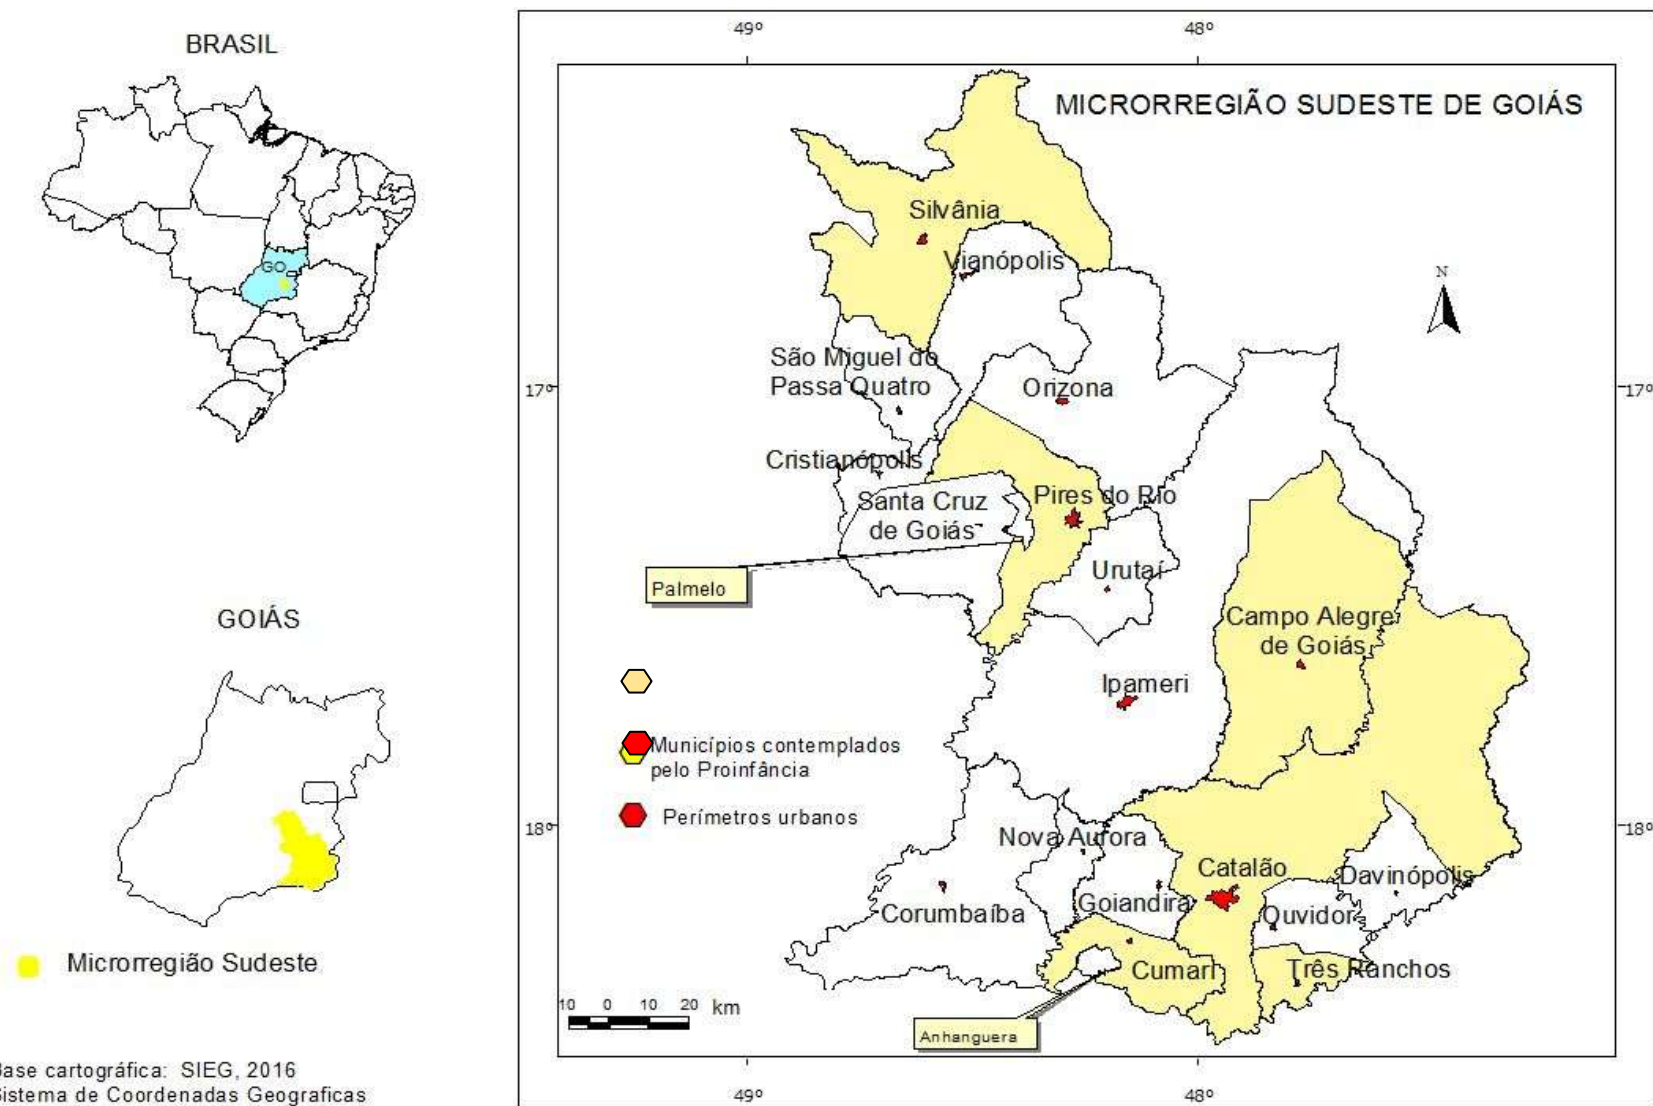 BRASIL
GO
GOIÁS
Microrregião Sudeste
Base cartográfica: SIEG, 2016
Sistema de Coordenadas Geograficas
49º
48º
MICRORREGIÃO SUDESTE DE GOIÁS
N
Silvânia
Vianópolis
São Miguel do
Passa Quatro
Orizona
17º
17º
Cristianópolis
Santa Cruz
de Goiás
Pires do Rio
Urutaí
Palmelo
Campo Alegre
de Goiás
Ipameri
Municípios contemplados
pelo Proinfância
Perímetros urbanos
18º
18º
Nova Aurora
Catalão
Davinópolis
Corumbaíba
Goiandira
Ouvidor
Cumari
Três Ranchos
10 0 10 20 km
Anhanguera
49º
48º